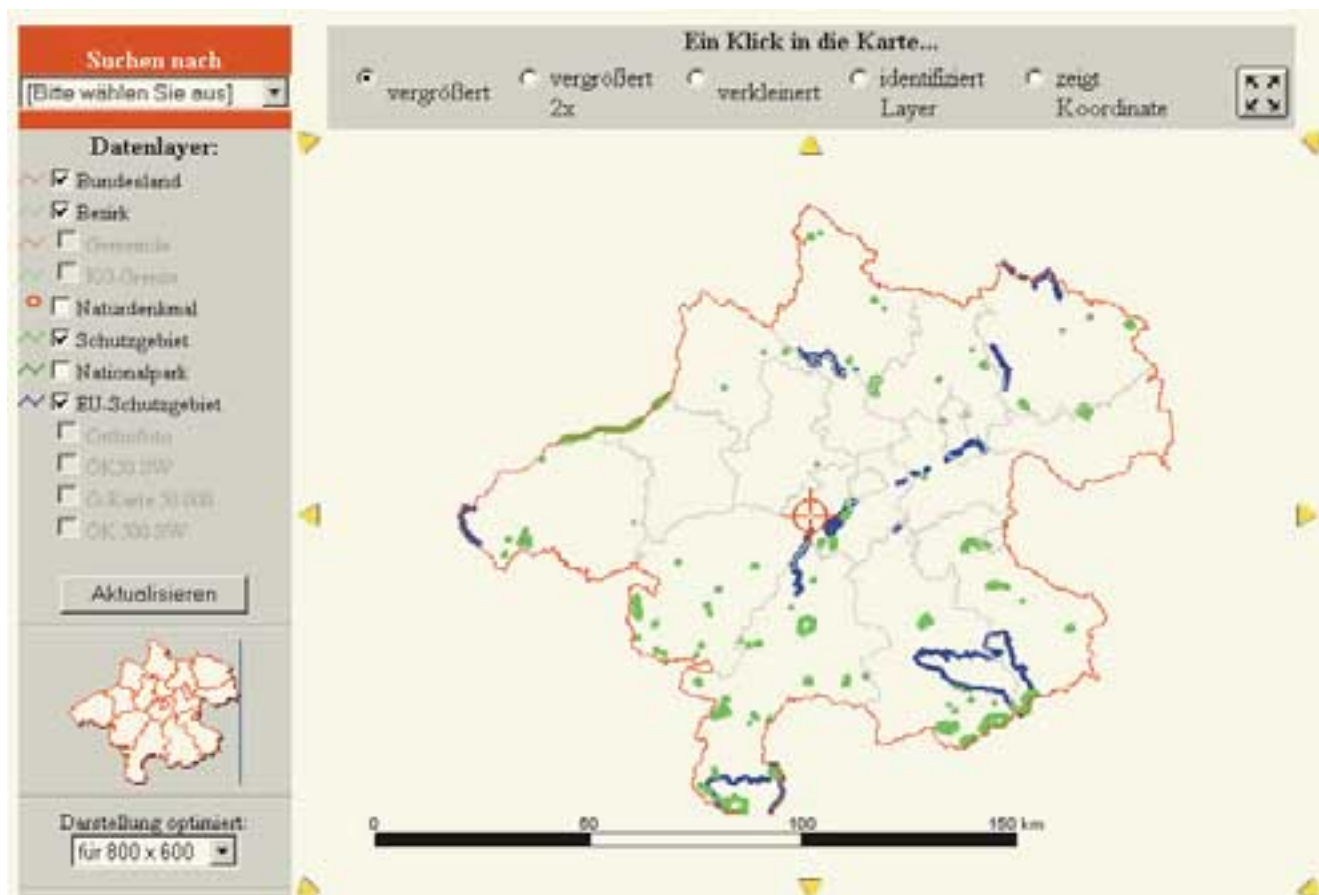 Suchen nach
[Bitte wählen Sie aus]
Datenlayer:
Bundesland
Bezirk
Gemeinde
Naturdenkmal
Schutzgebiet
Nationalpark
EU-Schutzgebiet
Orthofoto
Aktualisieren
Darstellung optimiert:
für 800 x 600
Ein Klick in die Karte...
vergrößert
vergrößert
2x
verkleinert
identifiziert
Layer
zeigt
Koordinate
0 50 100 150 km